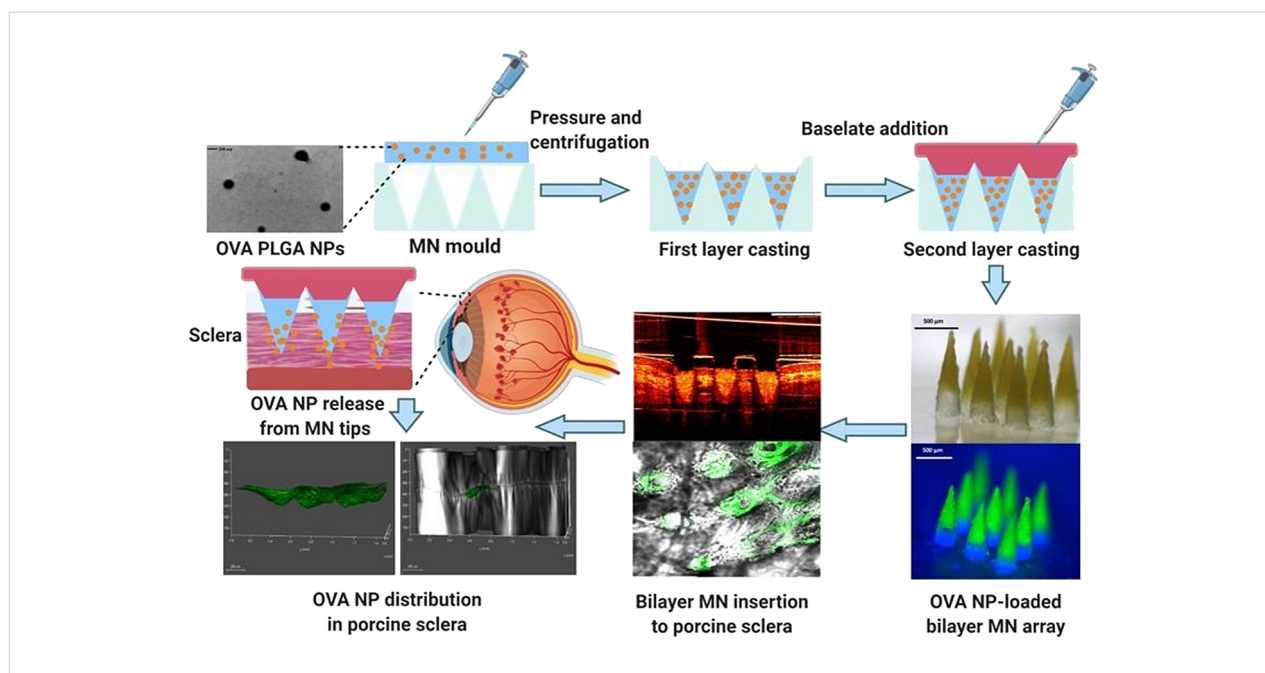 Pressure and
centrifugation
Baselate addition
OVA PLGA NPs
MN mould
First layer casting
Second layer casting
Sclera
OVA NP release
from MN tips
500 µm
500 µm
OVA NP distribution
in porcine sclera
Bilayer MN insertion
to porcine sclera
OVA NP-loaded
bilayer MN array